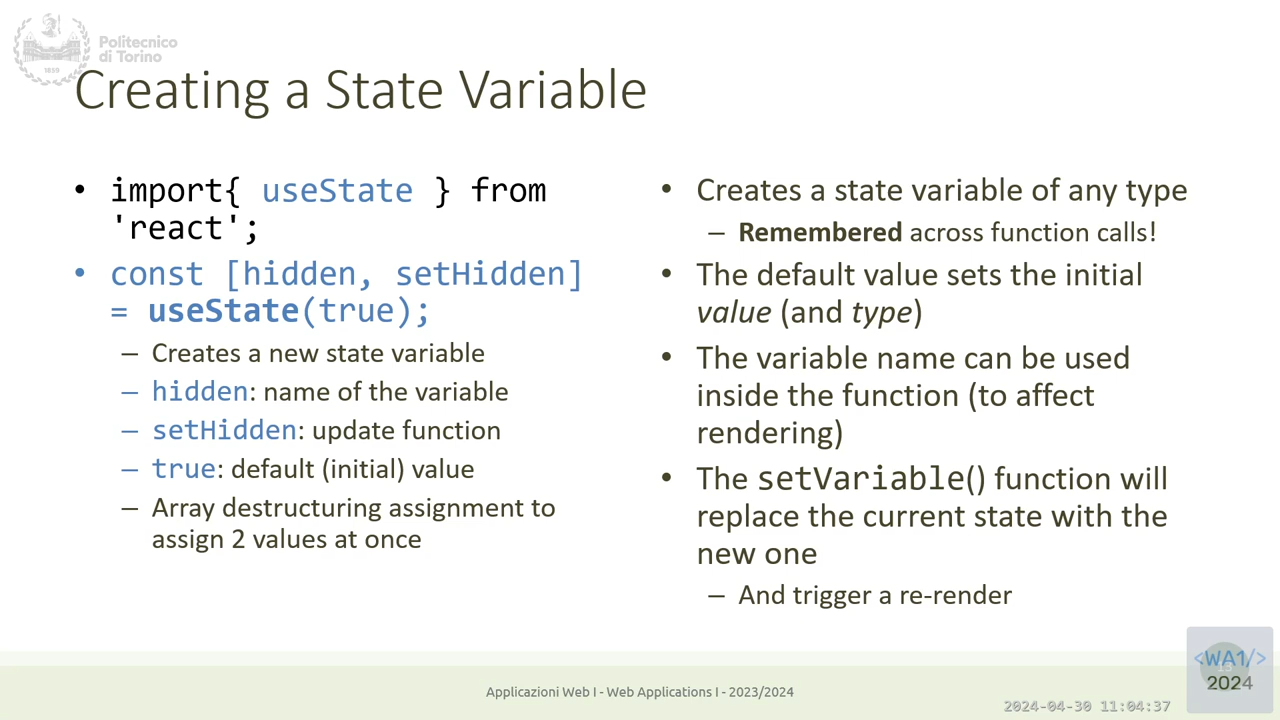 Politecnico
di Torino
1859
Creating a State Variable
• import{ useState } from
'react';
• const [hidden, setHidden]
= useState(true);
– Creates a new state variable
– hidden: name of the variable
– setHidden: update function
– true: default (initial) value
– Array destructuring assignment to
assign 2 values at once
• Creates a state variable of any type
– Remembered across function calls!
• The default value sets the initial
value (and type)
• The variable name can be used
inside the function (to affect
rendering)
• The setVariable() function will
replace the current state with the
new one
– And trigger a re-render
<WA1/>
2024
Applicazioni Web I - Web Applications I - 2023/2024
2024-04-30 11:04:37